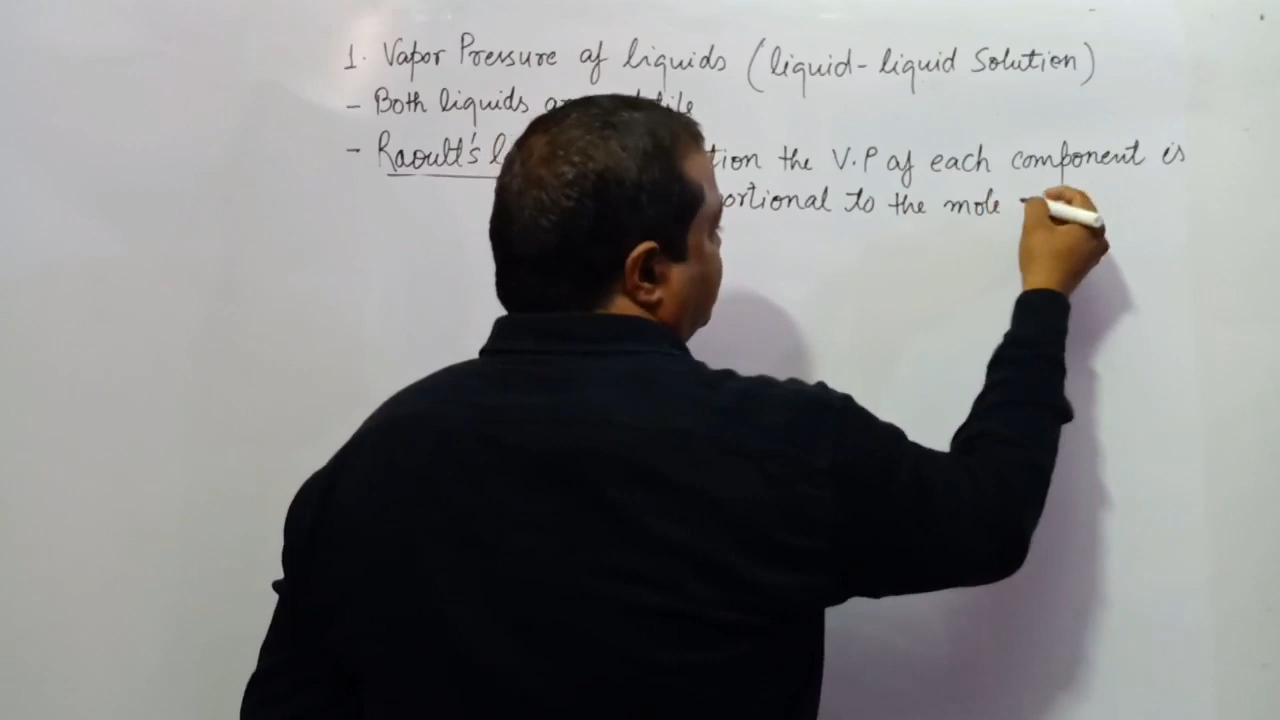 1. Vapor Pressure of liquids (liquid-liquid Solution)
- Both liquids
- Raoult's the V.P of each component is
to the mole